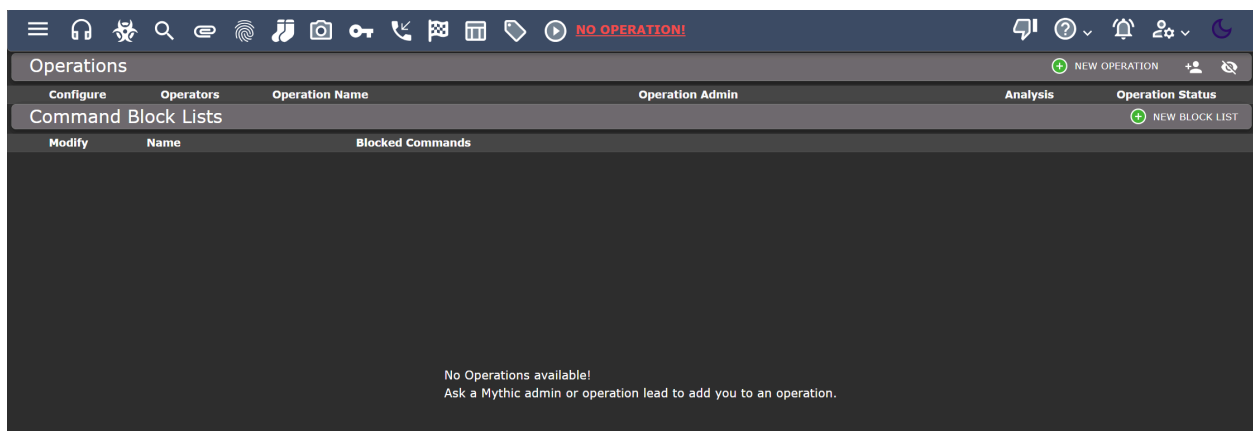 NO OPERATION!
Operations
NEW OPERATION
Configure Operators Operation Name Operation Admin Analysis Operation Status
Command Block Lists
NEW BLOCK LIST
Modify Name Blocked Commands
No Operations available!
Ask a Mythic admin or operation lead to add you to an operation.